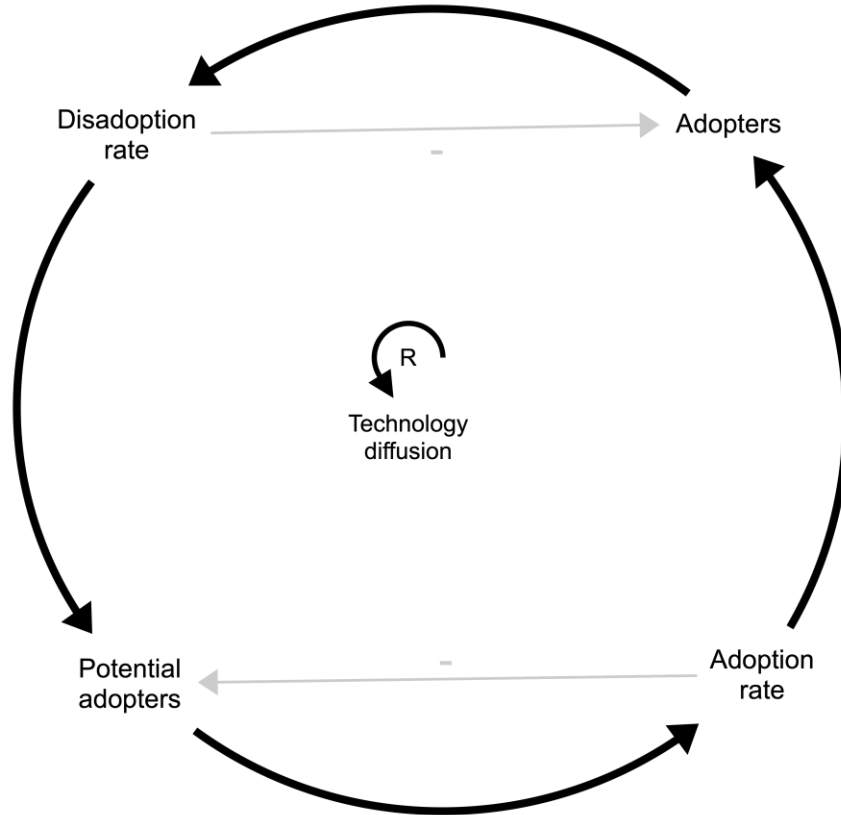 Disadoption
rate
Adopters
-
R
Technology
diffusion
-
Potential
adopters
Adoption
rate